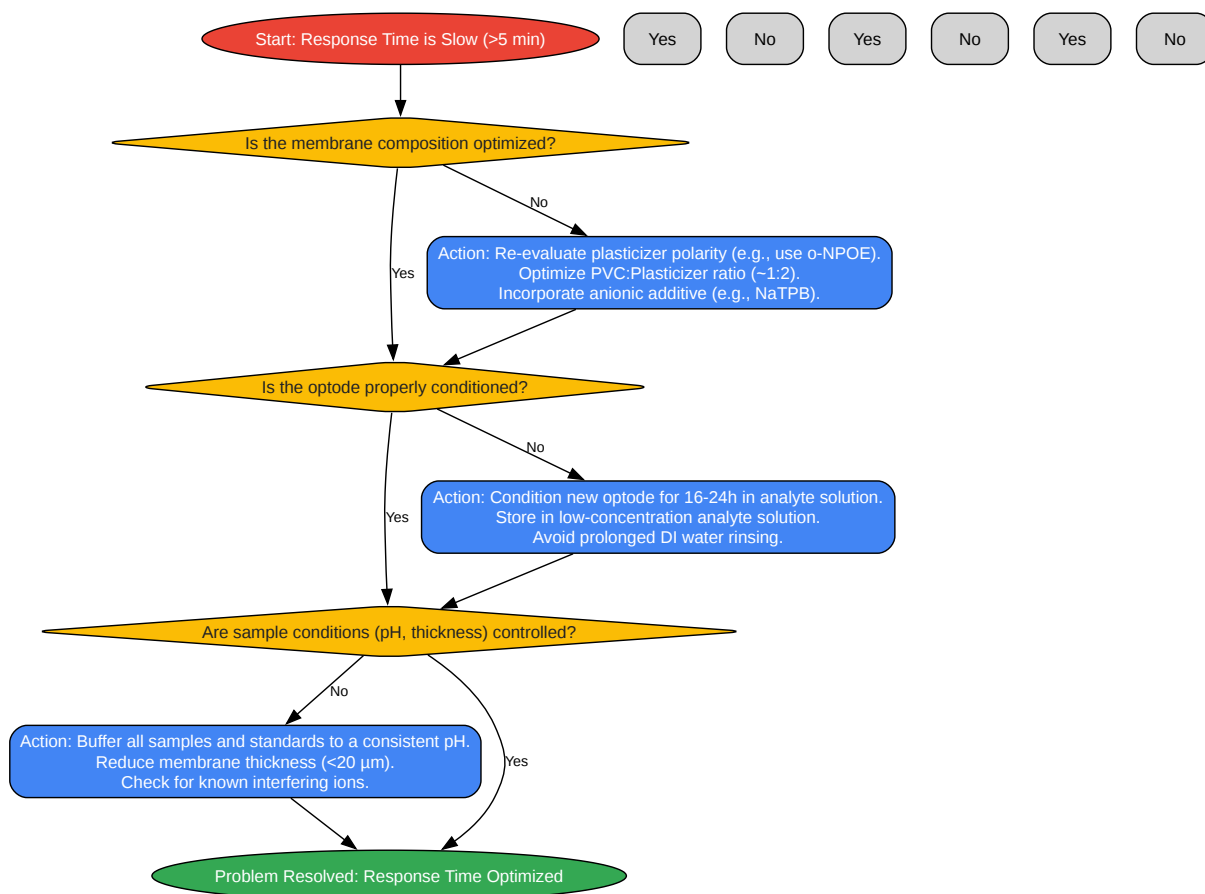 Start: Response Time is Slow (>5 min)
Yes
No
Yes
No
Yes
No
Is the membrane composition optimized?
No
Action: Re-evaluate plasticizer polarity (e.g., use o-NPOE).
Optimize PVC:Plasticizer ratio (~1:2).
Incorporate anionic additive (e.g., NaTPB).
Yes
Is the optode properly conditioned?
No
Action: Condition new optode for 16-24h in analyte solution.
Store in low-concentration analyte solution.
Avoid prolonged DI water rinsing.
Yes
Are sample conditions (pH, thickness) controlled?
No
Action: Buffer all samples and standards to a consistent pH.
Reduce membrane thickness (<20 µm).
Check for known interfering ions.
Yes
Problem Resolved: Response Time Optimized